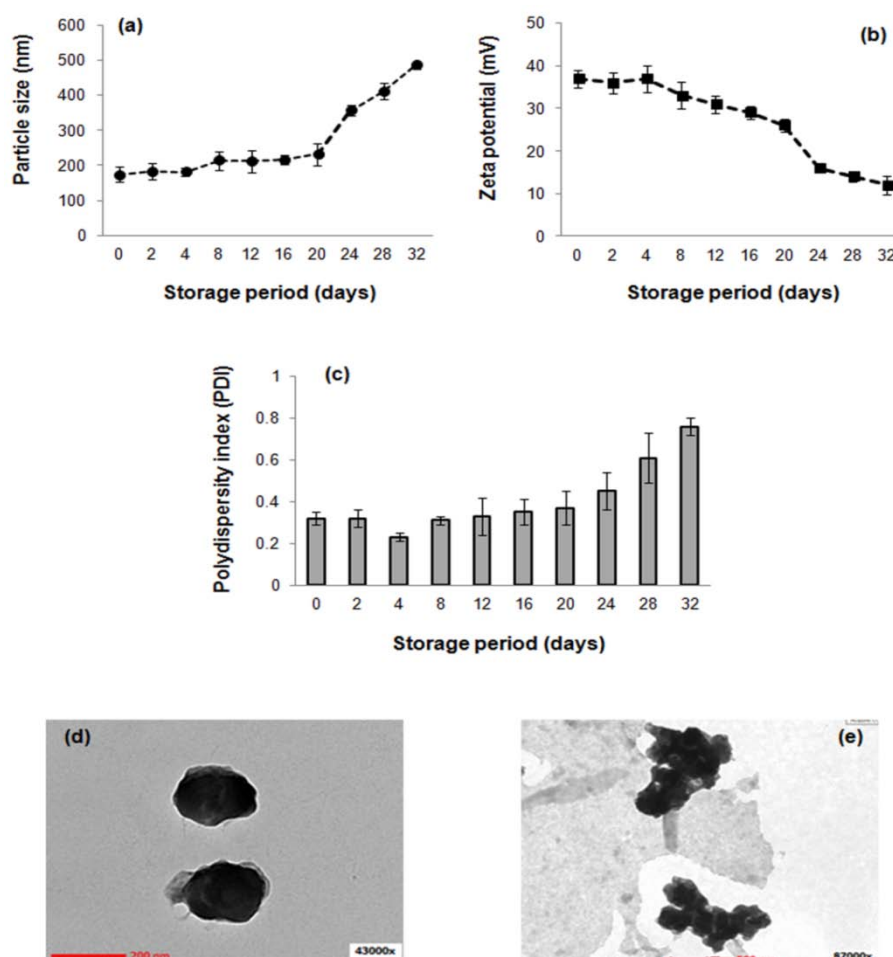 (a)
Particle size (nm)
600
500
400
300
200
100
0
0 2 4 8 12 16 20 24 28 32
Storage period (days)
(b)
Zeta potential (mV)
50
40
30
20
10
0
0 2 4 8 12 16 20 24 28 32
Storage period (days)
(c)
Polydispersity index (PDI)
1
0.8
0.6
0.4
0.2
0
0 2 4 8 12 16 20 24 28 32
Storage period (days)
(d)
200 nm
43000x
(e)